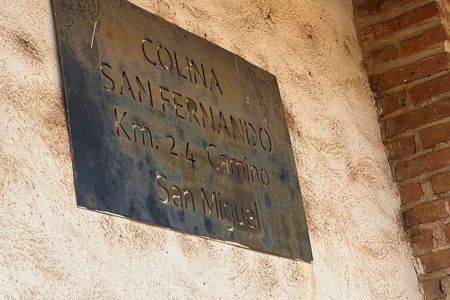 COLINA
SAN FERNANDO
Km. 24 Camino
San Miguel